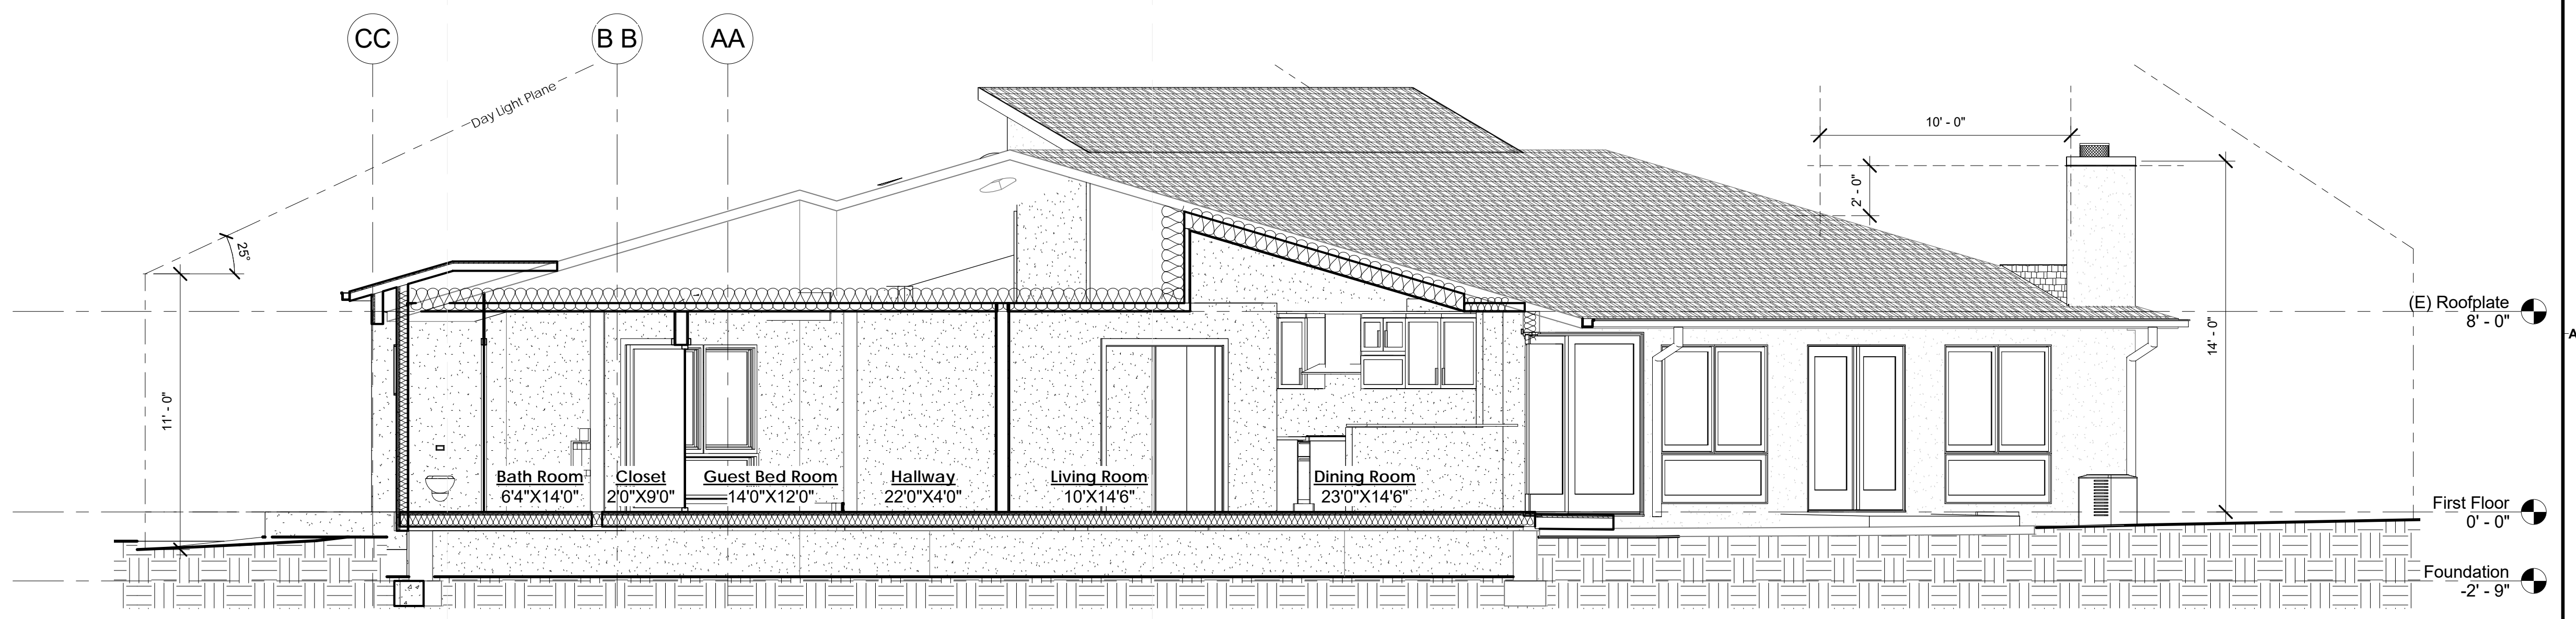 CC
B B
AA
Day Light Plane
25°
11' - 0"
10' - 0"
2' - 0"
14' - 0"
(E) Roofplate
8' - 0"
Bath Room
6'4"X14'0"
Closet
2'0"X9'0"
Guest Bed Room
14'0"X12'0"
Hallway
22'0"X4'0"
Living Room
10'X14'6"
Dining Room
23'0"X14'6"
First Floor
0' - 0"
Foundation
-2' - 9"
A